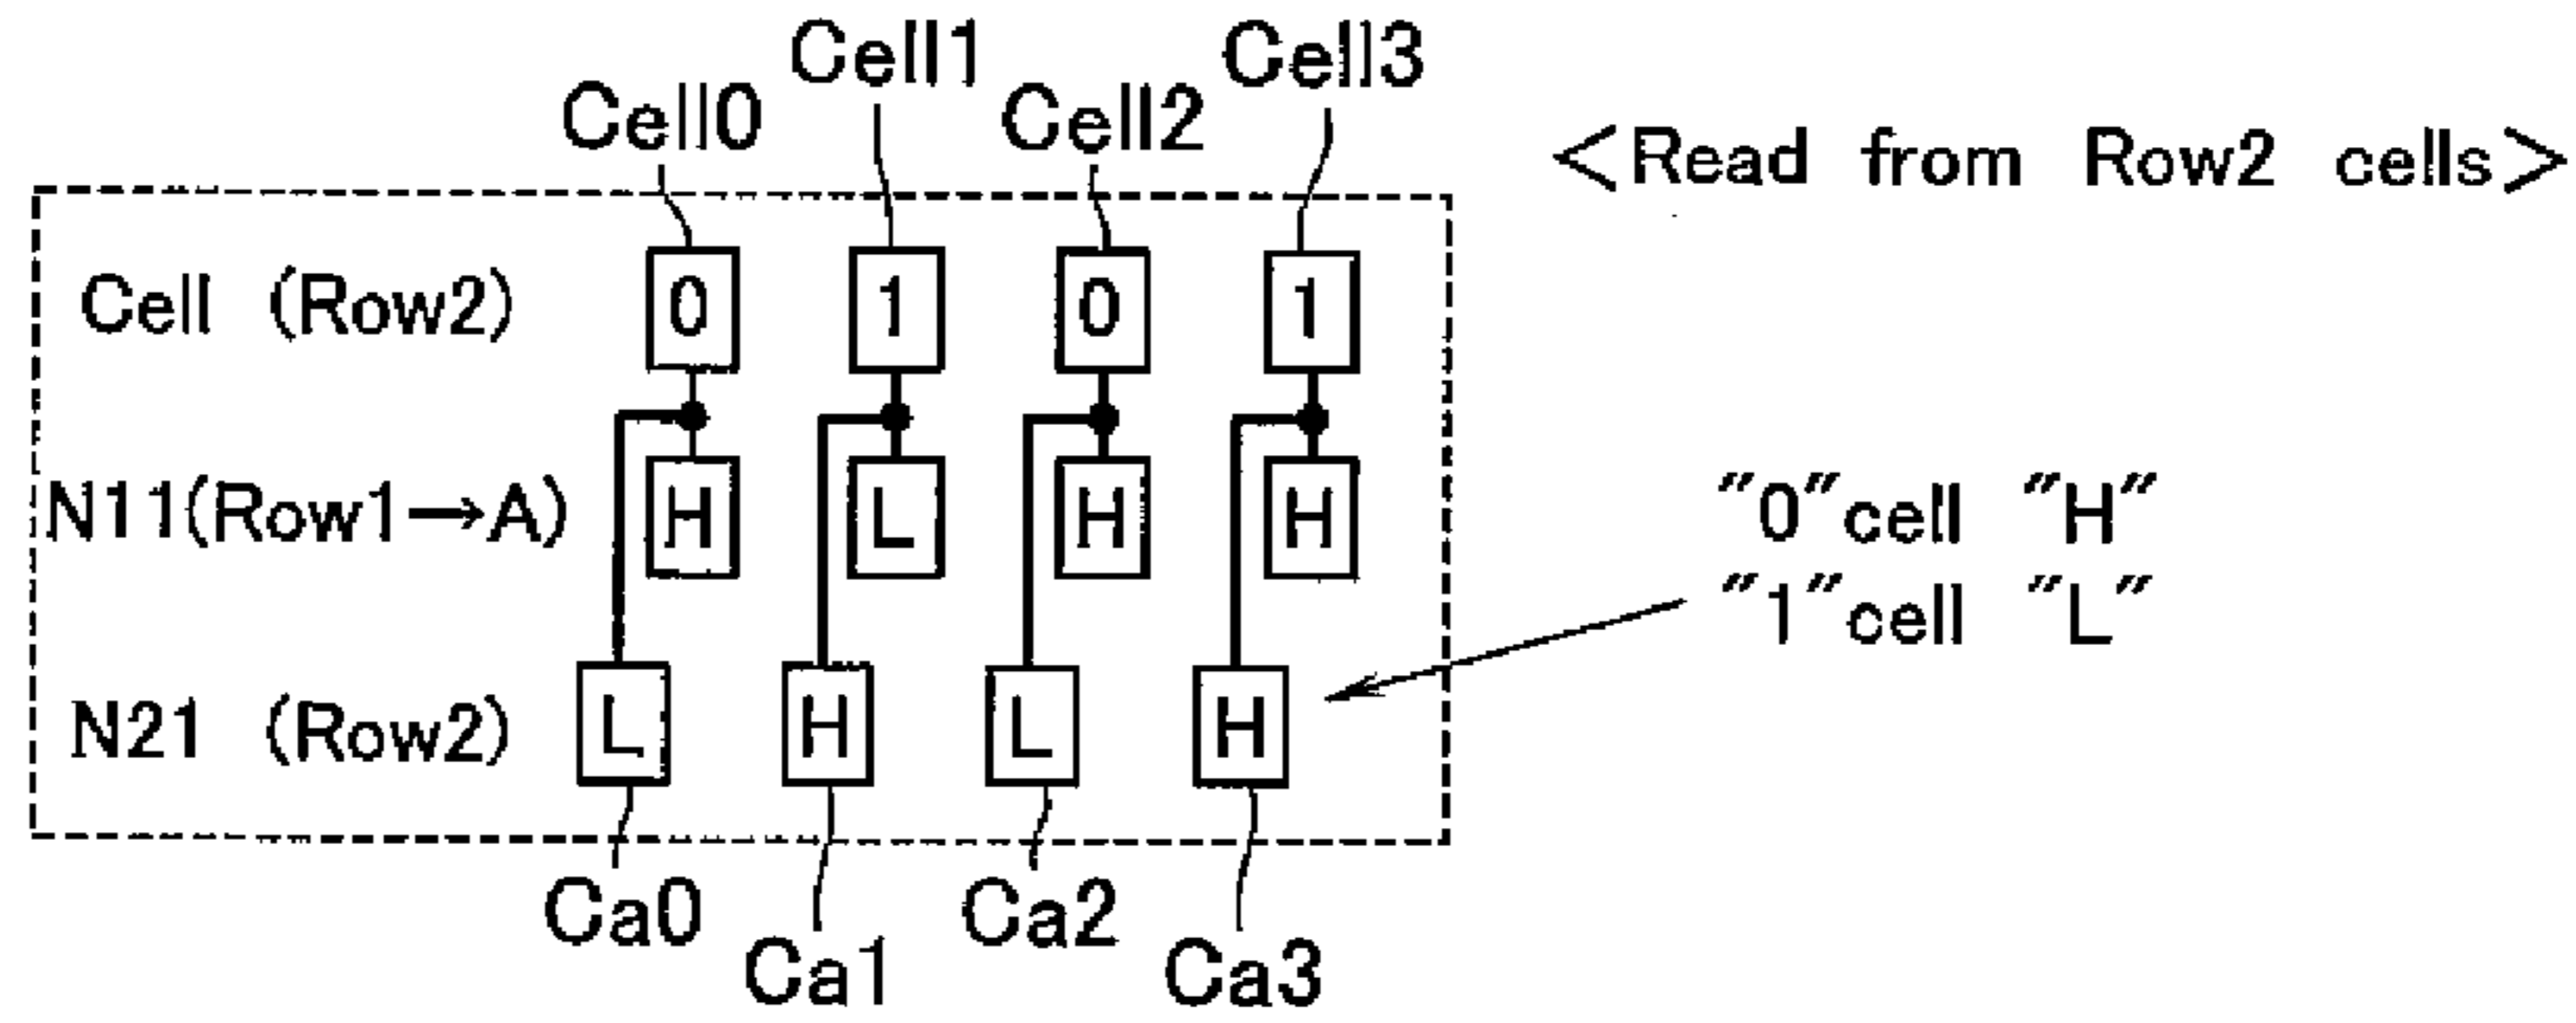 Cell0 Cell1 Cell2 Cell3
<Read from Row2 cells>
Cell (Row2) 0 1 0 1
N11(Row1→A) H L H H
"0"cell "H"
"1"cell "L"
N21 (Row2) L H L H
Ca0 Ca1 Ca2 Ca3